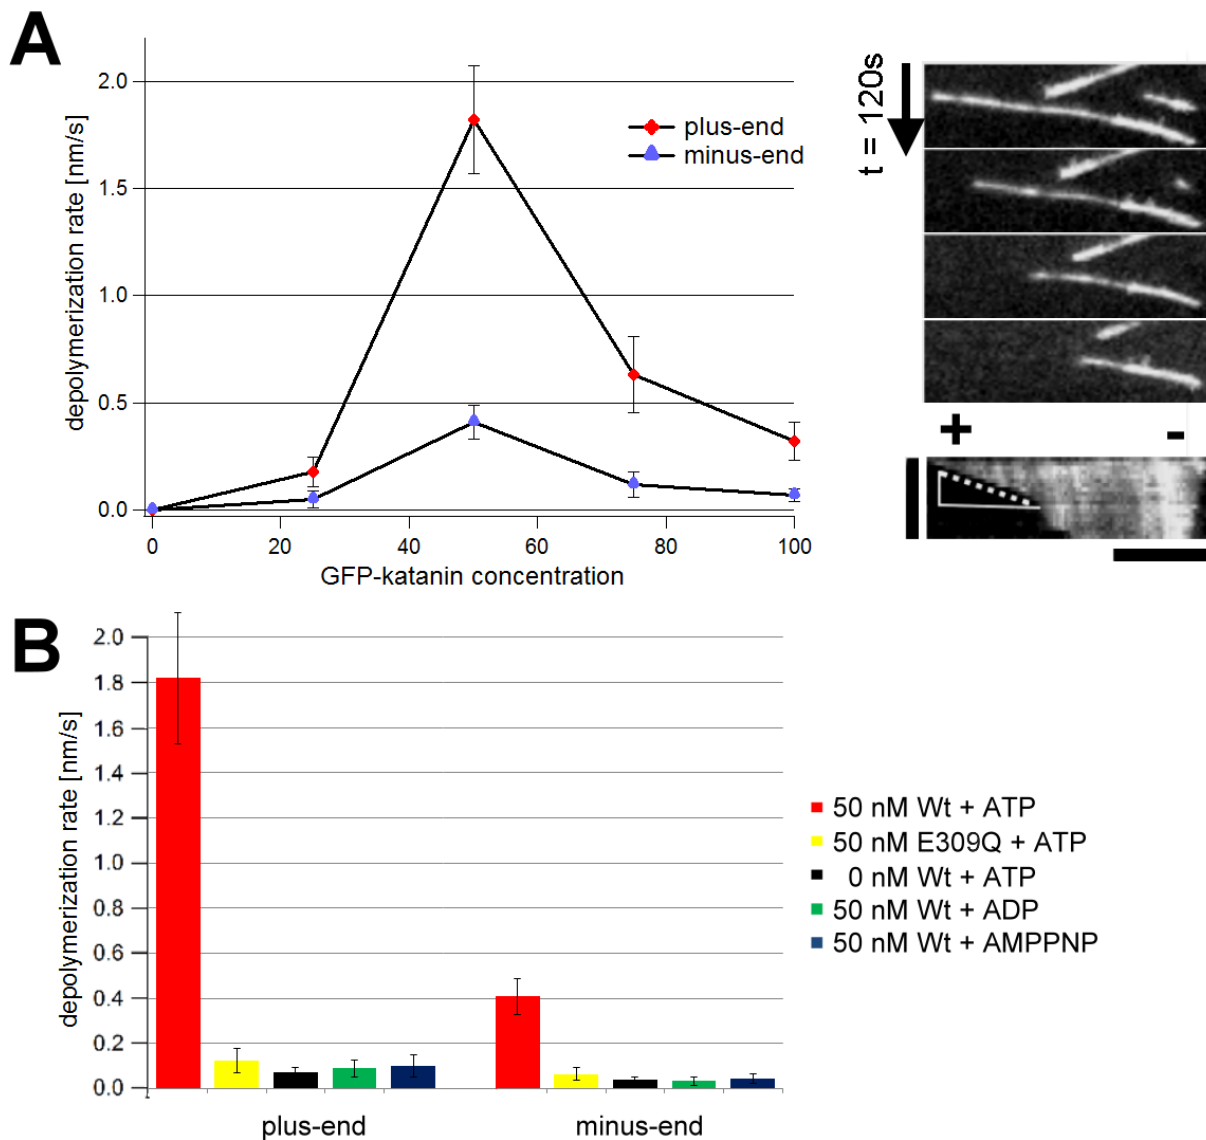 A
depolymerization rate [nm/s]
2.0
1.5
1.0
0.5
0.0
0
20
40
60
80
100
GFP-katanin concentration
plus-end
minus-end
t = 120s
+
-
B
depolymerization rate [nm/s]
2.0
1.8
1.6
1.4
1.2
1.0
0.8
0.6
0.4
0.2
0.0
plus-end
minus-end
50 nM Wt + ATP
50 nM E309Q + ATP
0 nM Wt + ATP
50 nM Wt + ADP
50 nM Wt + AMPPNP